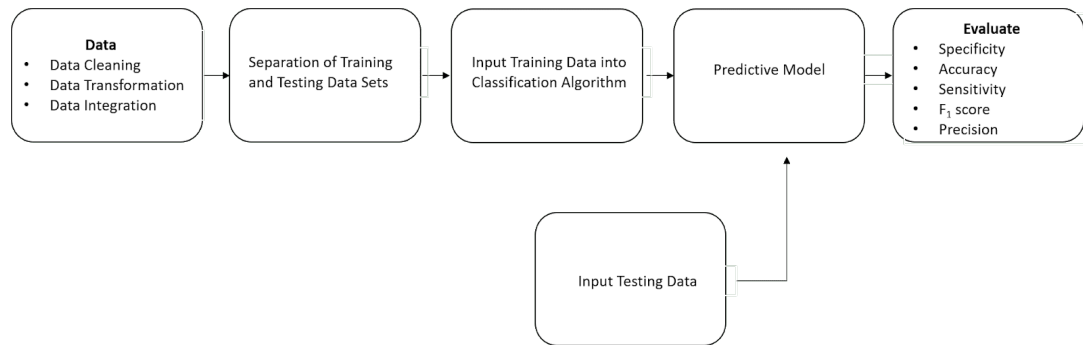 Data
• Data Cleaning
• Data Transformation
• Data Integration
Separation of Training
and Testing Data Sets
Input Training Data into
Classification Algorithm
Predictive Model
Evaluate
• Specificity
• Accuracy
• Sensitivity
• F₁ score
• Precision
Input Testing Data